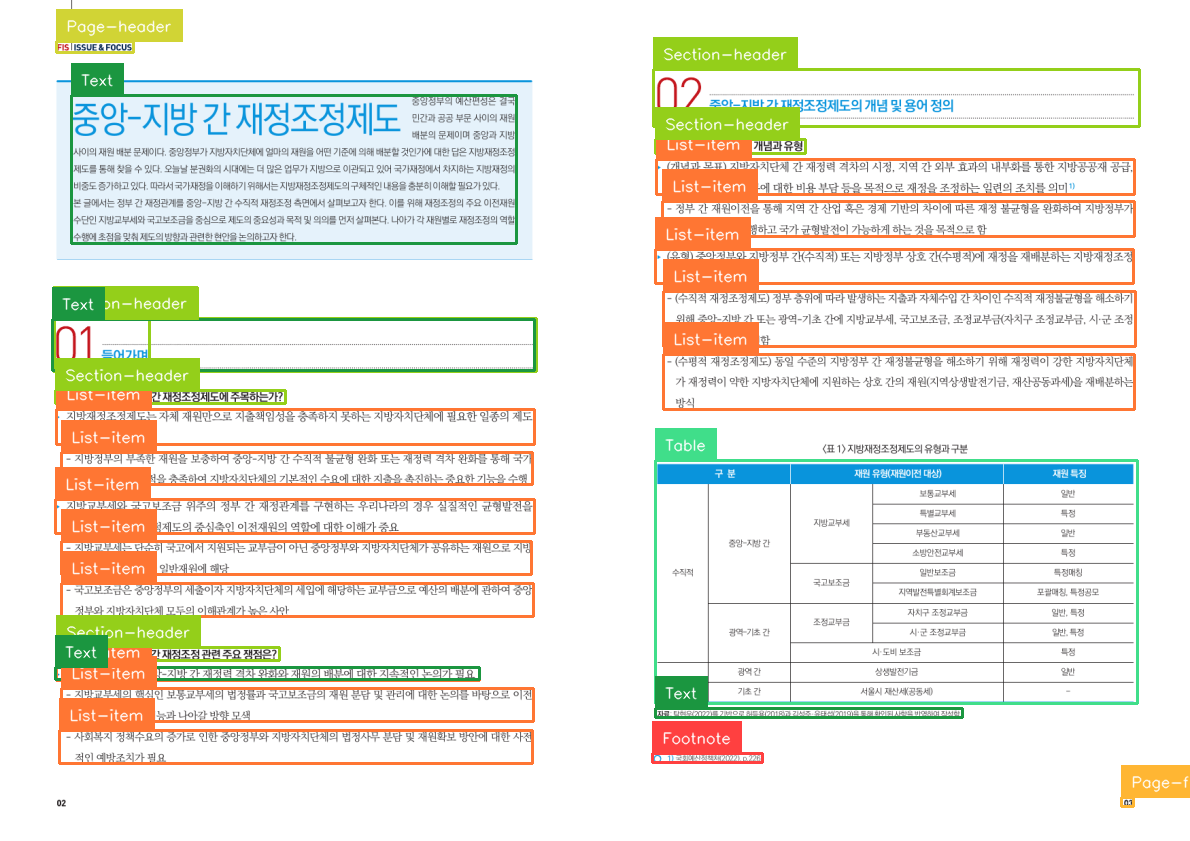 Page-header
FIS | ISSUE & FOCUS
Text
중앙-지방 간 재정조정제도
중앙정부의 예산편성은 결국
민간과 공공 부문 사이의 재원
배분의 문제이며 중앙과 지방
사이의 재원 배분 문제이다. 중앙정부가 지방자치단체에 얼마의 재원을 어떤 기준에 의해 배분할 것인가에 대한 답은 지방재정조정
제도를 통해 찾을 수 있다. 오늘날 분권화의 시대에는 더 많은 업무가 지방으로 이관되고 있어 국가재정에서 차지하는 지방재정의
비중도 증가하고 있다. 따라서 국가재정을 이해하기 위해서는 지방재정조정제도의 구체적인 내용을 충분히 이해할 필요가 있다.
본 글에서는 정부 간 재정관계를 중앙-지방 간 수직적 재정조정 측면에서 살펴보고자 한다. 이를 위해 재정조정의 주요 이전재원
수단인 지방교부세와 국고보조금을 중심으로 제도의 중요성과 목적 및 의의를 먼저 살펴본다. 나아가 각 재원별로 재정조정의 역할
수행에 초점을 맞춰 제도의 방향과 관련한 현안을 논의하고자 한다.
Text
on-header
01 들어가며
Section-header
List-item
간 재정조정제도에 주목하는가?
지방재정조정제도는 자체 재원만으로 지출책임성을 충족하지 못하는 지방자치단체에 필요한 일종의 제도
List-item
- 지방정부의 부족한 재원을 보충하여 중앙-지방 간 수직적 불균형 완화 또는 재정력 격차 완화를 통해 국가
을 충족하여 지방자치단체의 기본적인 수요에 대한 지출을 촉진하는 중요한 기능을 수행
List-item
지방교부세와 국고보조금 위주의 정부 간 재정관계를 구현하는 우리나라의 경우 실질적인 균형발전을
List-item
정제도의 중심축인 이전재원의 역할에 대한 이해가 중요
- 지방교부세는 단순히 국고에서 지원되는 교부금이 아닌 중앙정부와 지방자치단체가 공유하는 재원으로 지방
List-item
일반재원에 해당
- 국고보조금은 중앙정부의 세출이자 지방자치단체의 세입에 해당하는 교부금으로 예산의 배분에 관하여 중앙
정부와 지방자치단체 모두의 이해관계가 높은 사안
Section-header
Text
item
간 재정조정 관련 주요 쟁점은?
List-item
-지방 간 재정력 격차 완화와 재원의 배분에 대한 지속적인 논의가 필요
- 지방교부세의 핵심인 보통교부세의 법정률과 국고보조금의 재원 분담 및 관리에 대한 논의를 바탕으로 이전
List-item
능과 나아갈 방향 모색
- 사회복지 정책수요의 증가로 인한 중앙정부와 지방자치단체의 법정사무 분담 및 재원확보 방안에 대한 사전
적인 예방조치가 필요
02
Section-header
02 중앙-지방 간 재정조정제도의 개념 및 용어 정의
Section-header
List-item
개념과 유형
(개념과 목표) 지방자치단체 간 재정력 격차의 시정, 지역 간 외부 효과의 내부화를 통한 지방공공재 공급,
List-item
에 대한 비용 부담 등을 목적으로 재정을 조정하는 일련의 조치를 의미1)
- 정부 간 재원이전을 통해 지역 간 산업 혹은 경제 기반의 차이에 따른 재정 불균형을 완화하여 지방정부가
List-item
행하고 국가 균형발전이 가능하게 하는 것을 목적으로 함
(유형) 중앙정부와 지방정부 간(수직적) 또는 지방정부 상호 간(수평적)에 재정을 재배분하는 지방재정조정
List-item
- (수직적 재정조정제도) 정부 층위에 따라 발생하는 지출과 자체수입 간 차이인 수직적 재정불균형을 해소하기
위해 중앙-지방 간 또는 광역-기초 간에 지방교부세, 국고보조금, 조정교부금(자치구 조정교부금, 시·군 조정
List-item
함
- (수평적 재정조정제도) 동일 수준의 지방정부 간 재정불균형을 해소하기 위해 재정력이 강한 지방자치단체
가 재정력이 약한 지방자치단체에 지원하는 상호 간의 재원(지역상생발전기금, 재산공동과세)을 재배분하는
방식
Table
〈표 1〉 지방재정조정제도의 유형과 구분
구 분 재원 유형(재원이전 대상) 재원 특징
수직적 중앙-지방 간 지방교부세 보통교부세 일반
특별교부세 특정
부동산교부세 일반
소방안전교부세 특정
국고보조금 일반보조금 특정매칭
지역발전특별회계보조금 포괄매칭, 특정공모
광역-기초 간 조정교부금 자치구 조정교부금 일반, 특정
시·군 조정교부금 일반, 특정
시·도비 보조금 특정
광역 간 상생발전기금 일반
기초 간 서울시 재산세(공동세) -
Text
Footnote
1) 국회예산정책처(2022), p.226
Page-f
03